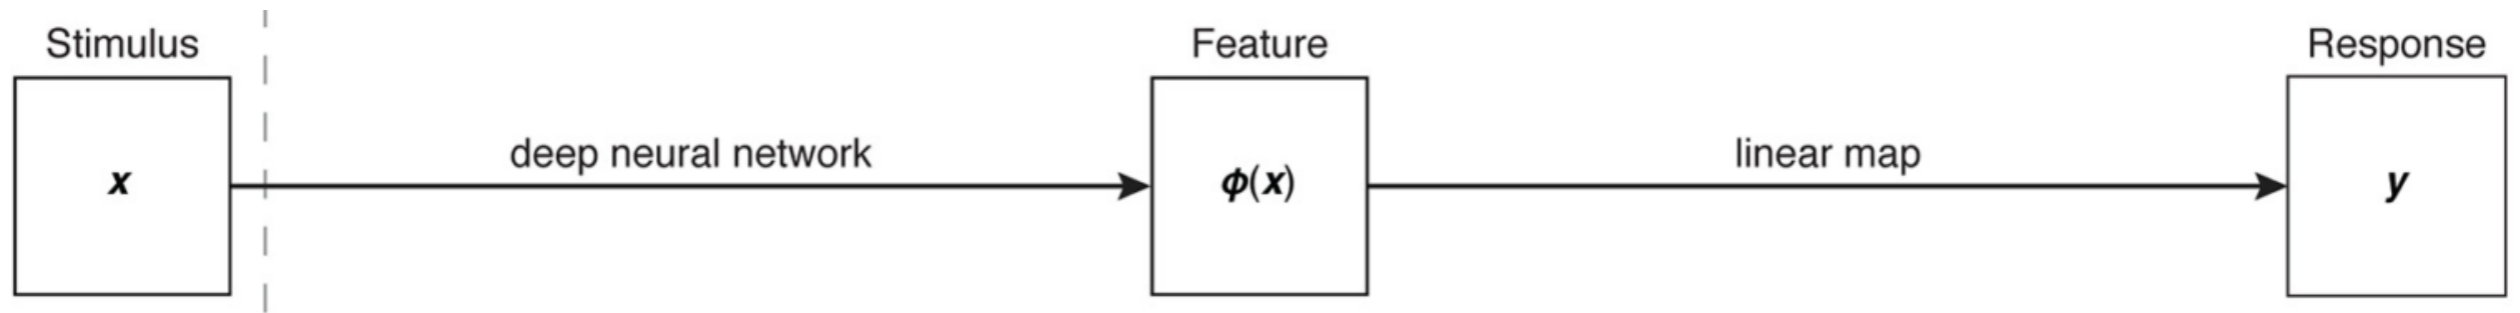 Stimulus
Feature
Response
deep neural network
linear map
x
ϕ(x)
y